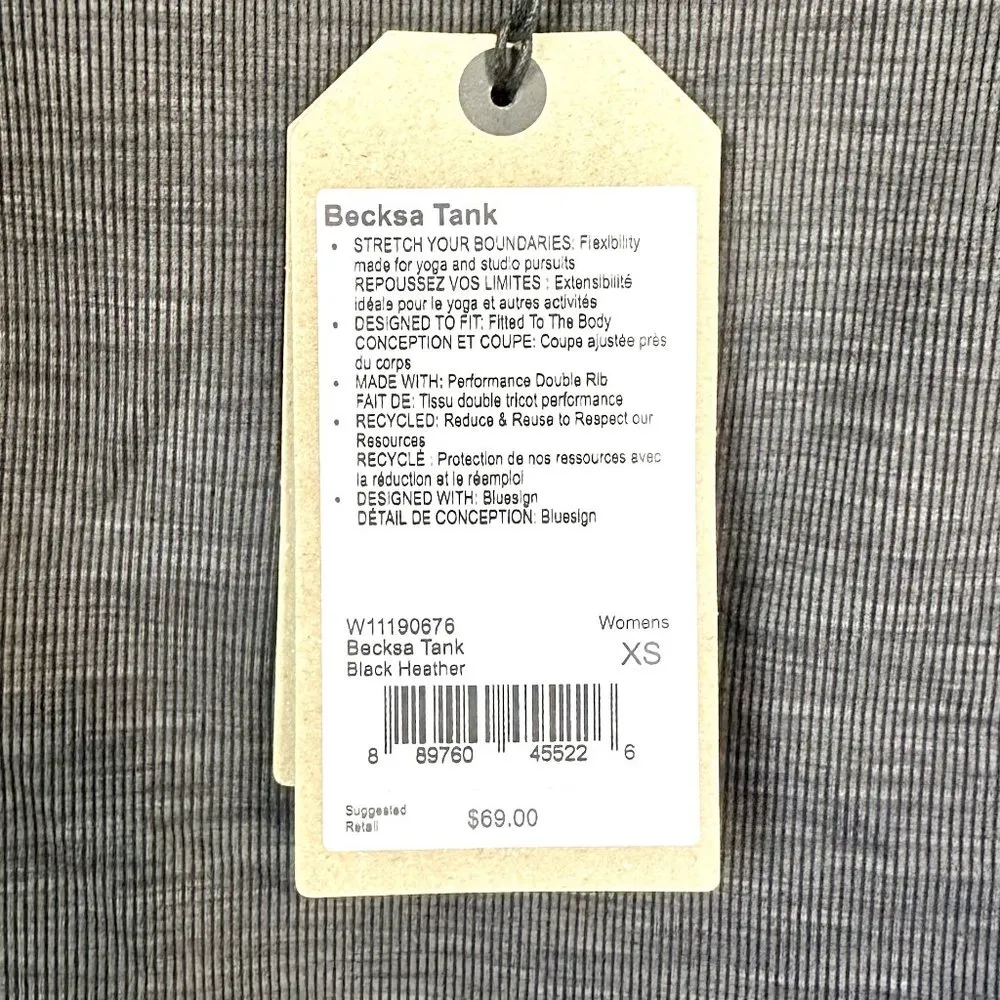 Becksa Tank
• STRETCH YOUR BOUNDARIES: Flexibility
made for yoga and studio pursuits
REPOUSSEZ VOS LIMITES : Extensibilité
idéale pour le yoga et autres activités
• DESIGNED TO FIT: Fitted To The Body
CONCEPTION ET COUPE: Coupe ajustée près
du corps
• MADE WITH: Performance Double Rib
FAIT DE: Tissu double tricot performance
• RECYCLED: Reduce & Reuse to Respect our
Resources
RECYCLÉ : Protection de nos ressources avec
la réduction et le réemploi
• DESIGNED WITH: Bluesign
DÉTAIL DE CONCEPTION: Bluesign
W11190676 Womens
Becksa Tank XS
Black Heather
8 89760 45522 6
Suggested
Retail $69.00